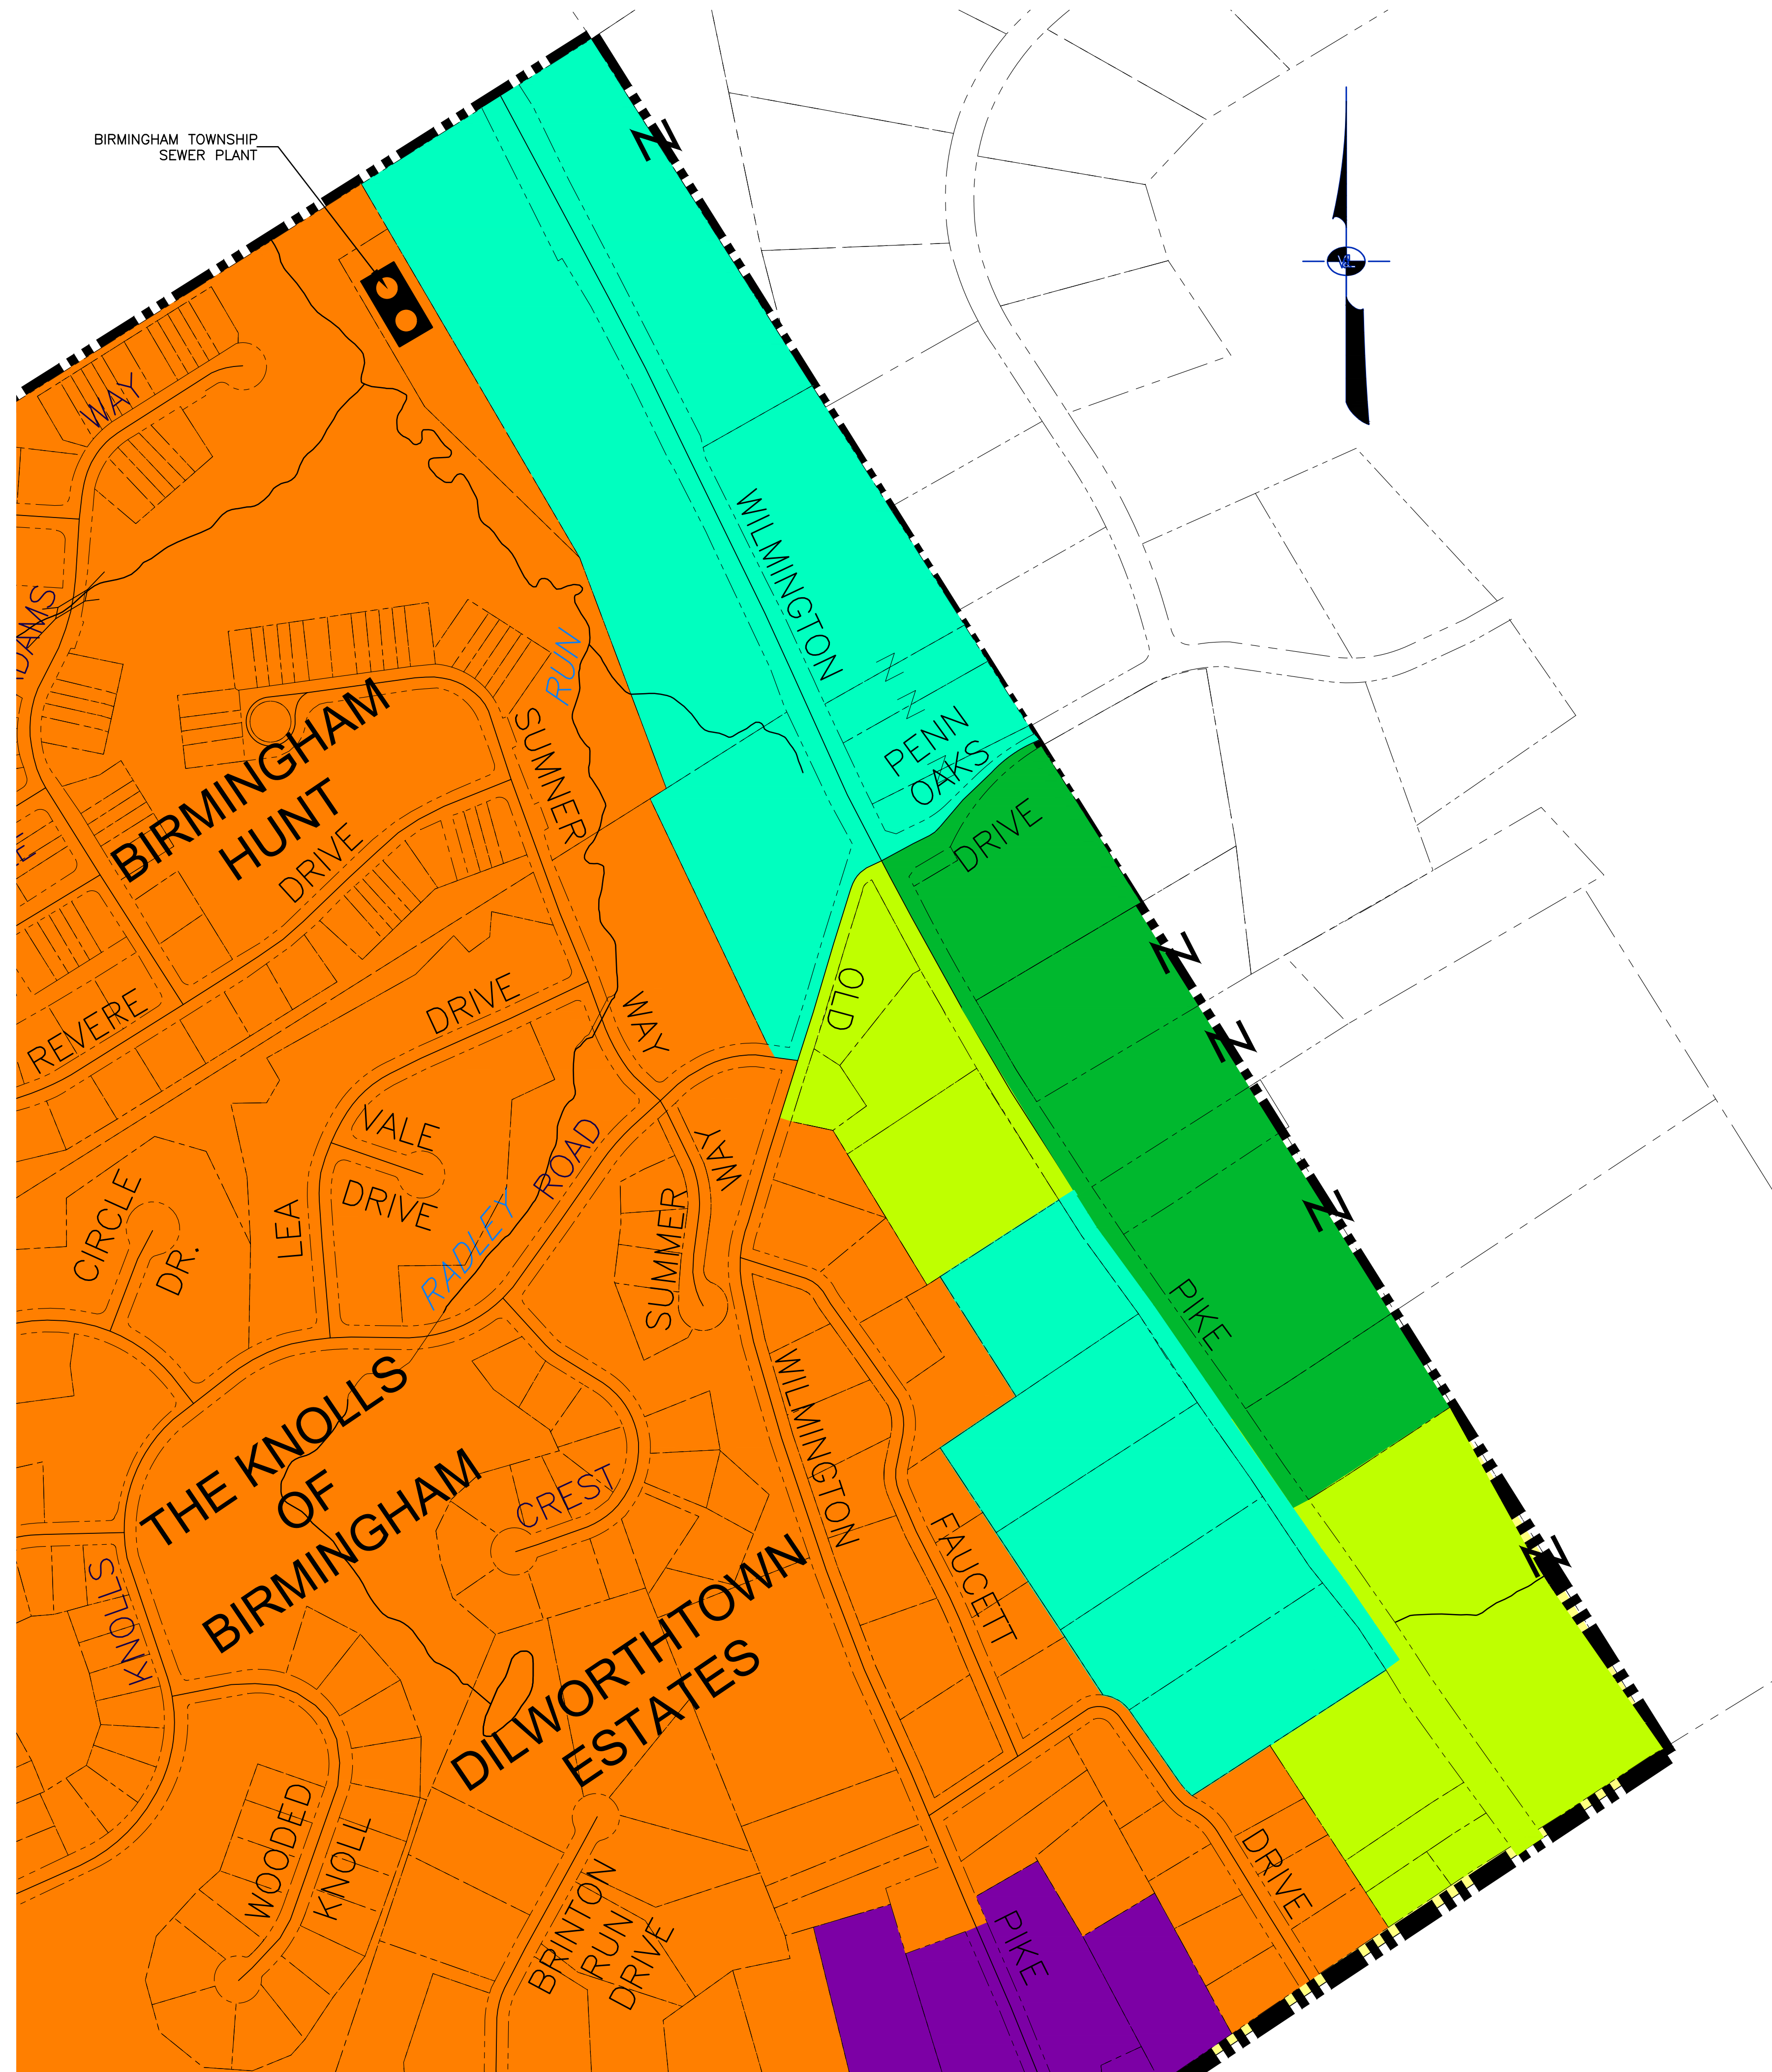 BIRMINGHAM TOWNSHIP
SEWER PLANT
WAY
WILMINGTON
RUN
BIRMINGHAM
HUNT
SUMNER
DRIVE
PENN
OAKS
DRIVE
OLD
REVERE
DRIVE
WAY
VALE
DRIVE
LEA
ROAD
WAY
CIRCLE
DR.
RADLEY
SUMMER
PIKE
THE KNOLLS
OF
BIRMINGHAM
WILMINGTON
CREST
FAUCETT
KNOLLS
DILWORTHTOWN
ESTATES
WOODED
KNOLL
DRIVE
BRINTON
RUN
DRIVE
PIKE